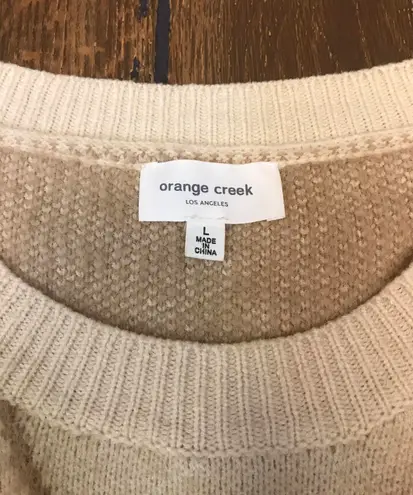 orange creek
LOS ANGELES
L
MADE
IN
CHINA